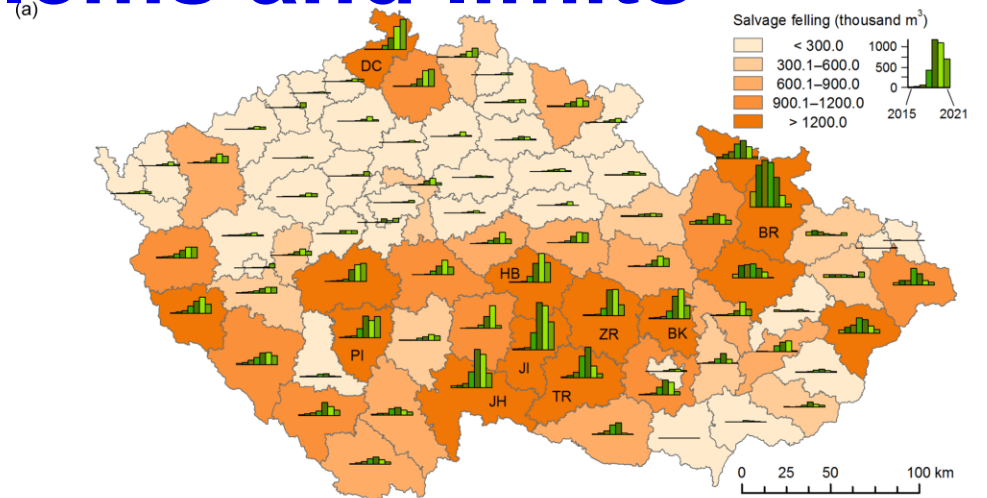 (a)
and limits
Salvage felling (thousand m³)
< 300.0
300.1–600.0
600.1–900.0
900.1–1200.0
> 1200.0
1000
500
0
2015
2021
DC
BR
HB
ZR
BK
PI
JI
JH
TR
0 25 50 100 km